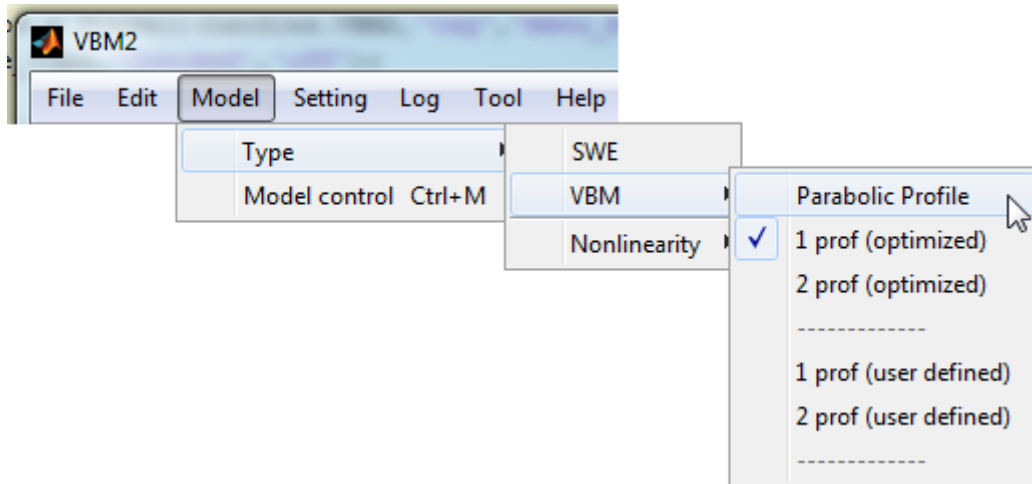 VBM2
File Edit Model Setting Log Tool Help
Type
Model control Ctrl+M
SWE
VBM
Nonlinearity
Parabolic Profile
1 prof (optimized)
2 prof (optimized)
-------------
1 prof (user defined)
2 prof (user defined)
-------------